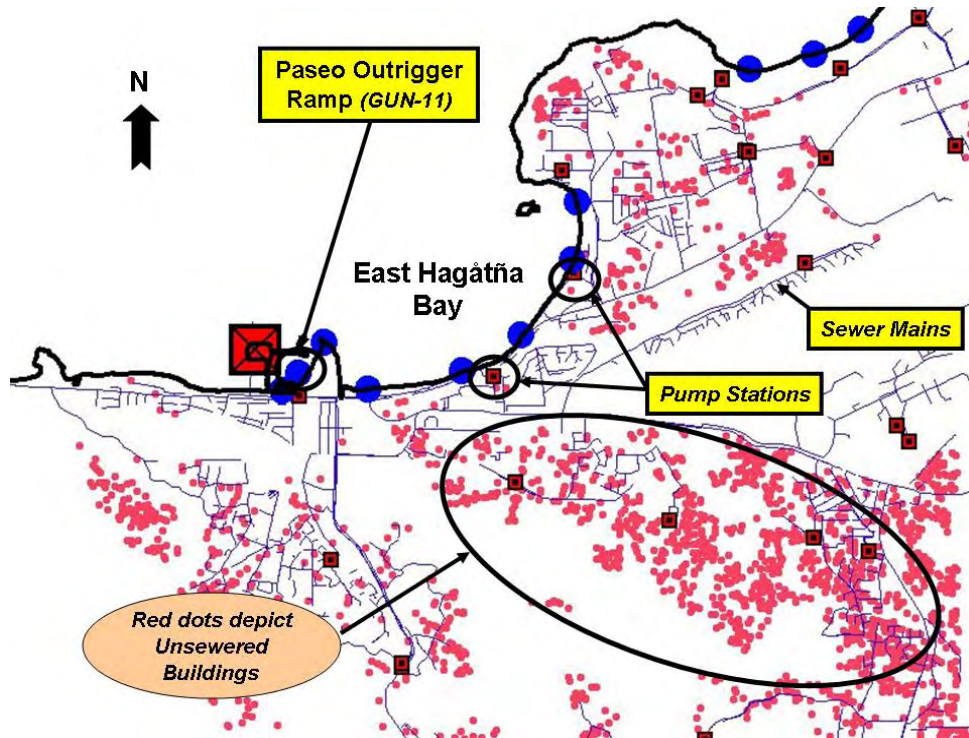 N
Paseo Outrigger
Ramp (GUN-11)
East Hagåtña
Bay
Sewer Mains
Pump Stations
Red dots depict
Unsewered
Buildings